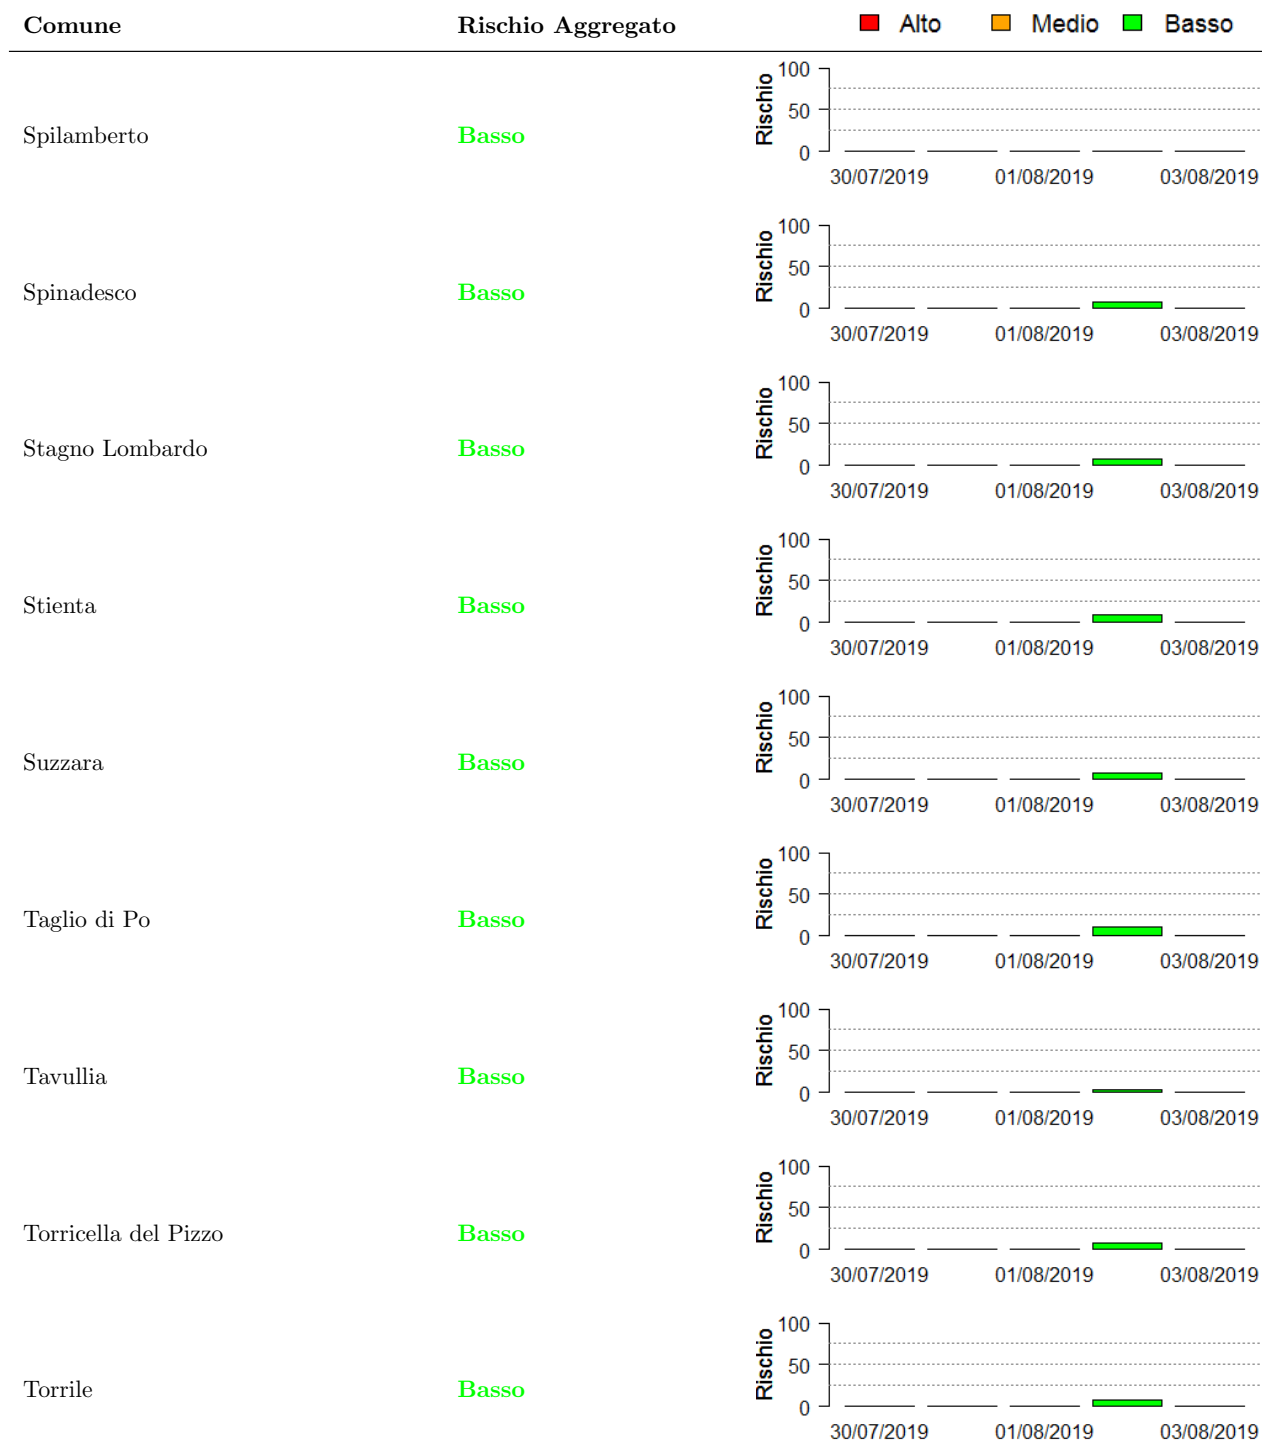 Comune Rischio Aggregato Alto Medio Basso
100
50
0
Rischio
Spilamberto Basso
30/07/2019 01/08/2019 03/08/2019
100
50
0
Rischio
Spinadesco Basso
30/07/2019 01/08/2019 03/08/2019
100
50
0
Rischio
Stagno Lombardo Basso
30/07/2019 01/08/2019 03/08/2019
100
50
0
Rischio
Stienta Basso
30/07/2019 01/08/2019 03/08/2019
100
50
0
Rischio
Suzzara Basso
30/07/2019 01/08/2019 03/08/2019
100
50
0
Rischio
Taglio di Po Basso
30/07/2019 01/08/2019 03/08/2019
100
50
0
Rischio
Tavullia Basso
30/07/2019 01/08/2019 03/08/2019
100
50
0
Rischio
Torricella del Pizzo Basso
30/07/2019 01/08/2019 03/08/2019
100
50
0
Rischio
Torrile Basso
30/07/2019 01/08/2019 03/08/2019